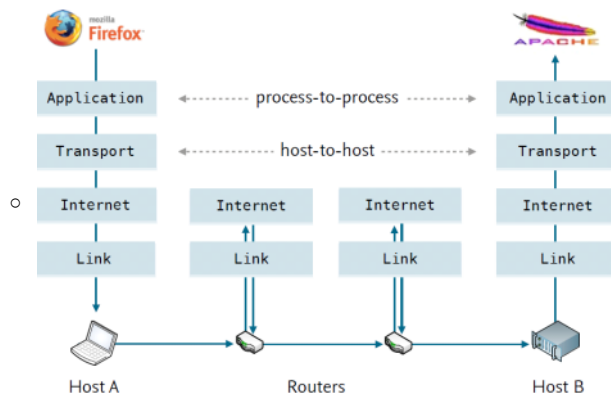 mozilla
Firefox
APACHE
Application
process-to-process
Application
Transport
host-to-host
Transport
Internet
Internet
Internet
Internet
Link
Link
Link
Link
Host A
Routers
Host B